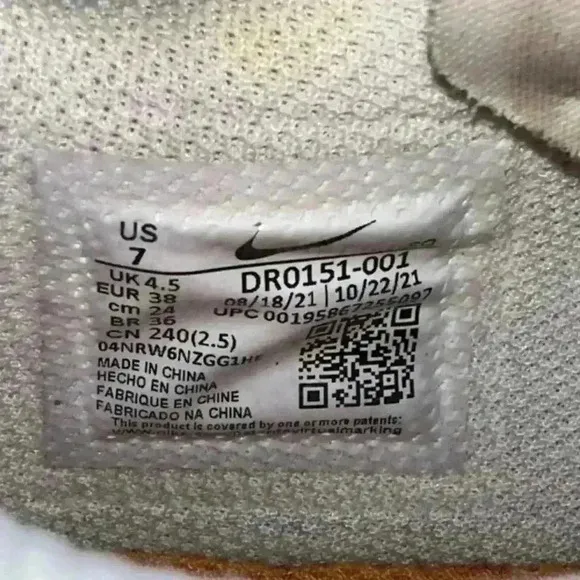 US
7
UK 4.5
EUR 38
cm 24
BR 36
CN 240(2.5)
DR0151-001
08/18/21 | 10/22/21
UPC
MADE IN CHINA
HECHO EN CHINA
FABRIQUE EN CHINE
FABRICADO NA CHINA
This product is covered by one or more patents: